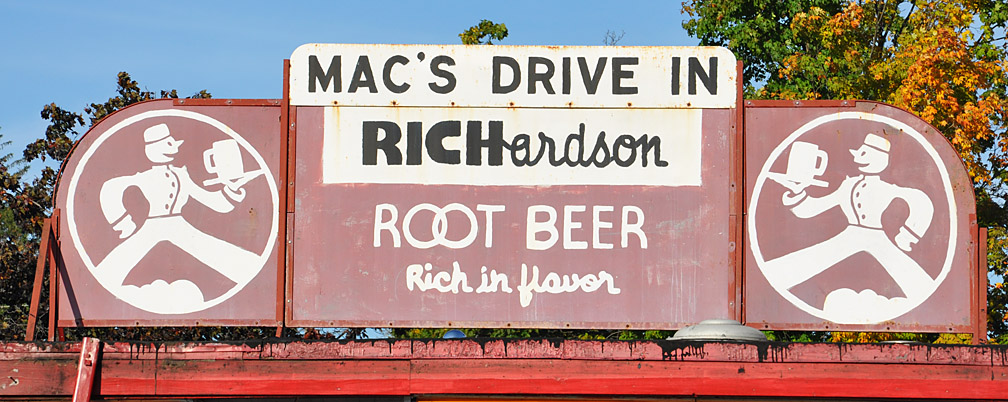 MAC'S DRIVE IN
RICHardson
ROOT BEER
Rich in flavor